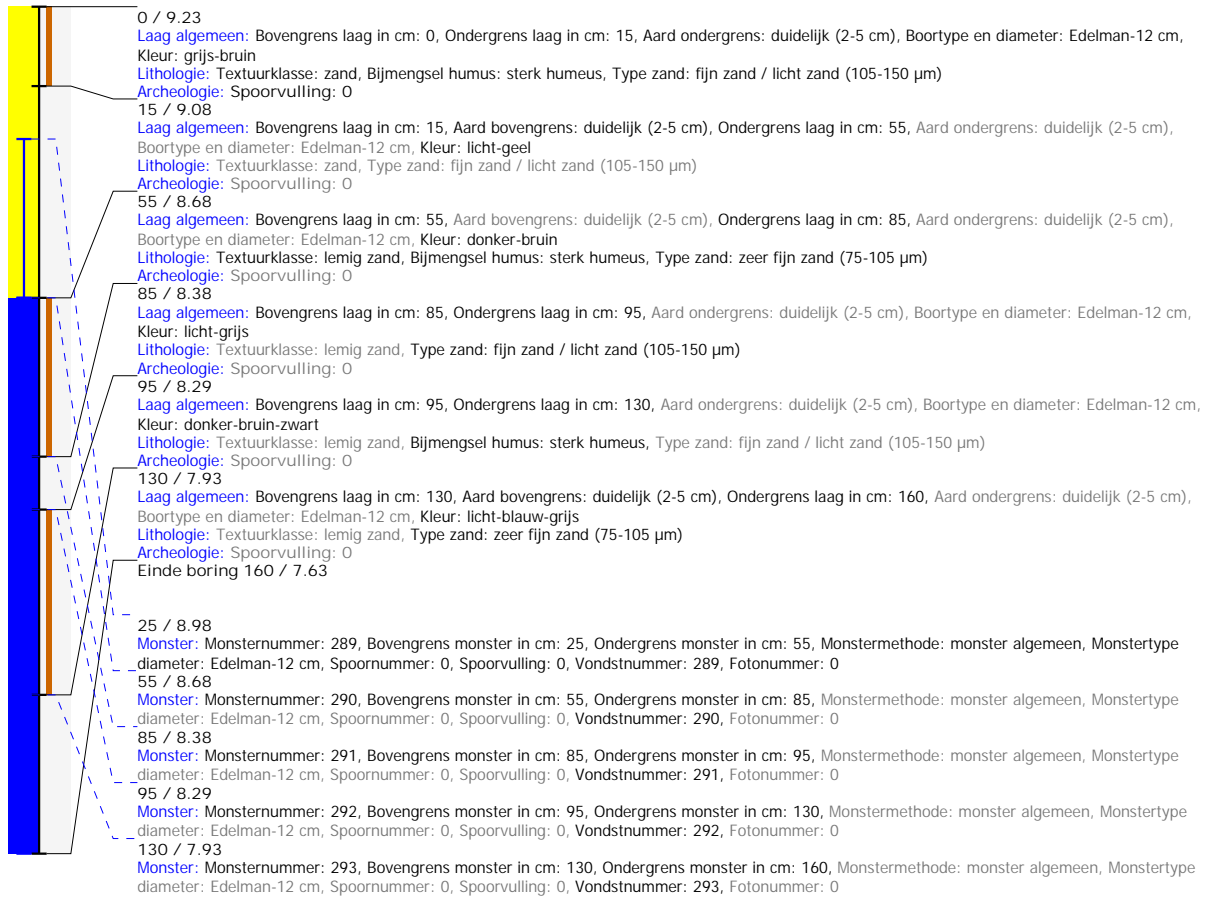 0 / 9.23
Laag algemeen: Bovengrens laag in cm: 0, Ondergrens laag in cm: 15, Aard ondergrens: duidelijk (2-5 cm), Boortype en diameter: Edelman-12 cm,
Kleur: grijs-bruin
Lithologie: Textuurklasse: zand, Bijmengsel humus: sterk humeus, Type zand: fijn zand / licht zand (105-150 µm)
Archeologie: Spoorvulling: 0
15 / 9.08
Laag algemeen: Bovengrens laag in cm: 15, Aard bovengrens: duidelijk (2-5 cm), Ondergrens laag in cm: 55, Aard ondergrens: duidelijk (2-5 cm),
Boortype en diameter: Edelman-12 cm, Kleur: licht-geel
Lithologie: Textuurklasse: zand, Type zand: fijn zand / licht zand (105-150 µm)
Archeologie: Spoorvulling: 0
55 / 8.68
Laag algemeen: Bovengrens laag in cm: 55, Aard bovengrens: duidelijk (2-5 cm), Ondergrens laag in cm: 85, Aard ondergrens: duidelijk (2-5 cm),
Boortype en diameter: Edelman-12 cm, Kleur: donker-bruin
Lithologie: Textuurklasse: lemig zand, Bijmengsel humus: sterk humeus, Type zand: zeer fijn zand (75-105 µm)
Archeologie: Spoorvulling: 0
85 / 8.38
Laag algemeen: Bovengrens laag in cm: 85, Ondergrens laag in cm: 95, Aard ondergrens: duidelijk (2-5 cm), Boortype en diameter: Edelman-12 cm,
Kleur: licht-grijs
Lithologie: Textuurklasse: lemig zand, Type zand: fijn zand / licht zand (105-150 µm)
Archeologie: Spoorvulling: 0
95 / 8.29
Laag algemeen: Bovengrens laag in cm: 95, Ondergrens laag in cm: 130, Aard ondergrens: duidelijk (2-5 cm), Boortype en diameter: Edelman-12 cm,
Kleur: donker-bruin-zwart
Lithologie: Textuurklasse: lemig zand, Bijmengsel humus: sterk humeus, Type zand: fijn zand / licht zand (105-150 µm)
Archeologie: Spoorvulling: 0
130 / 7.93
Laag algemeen: Bovengrens laag in cm: 130, Aard bovengrens: duidelijk (2-5 cm), Ondergrens laag in cm: 160, Aard ondergrens: duidelijk (2-5 cm),
Boortype en diameter: Edelman-12 cm, Kleur: licht-blauw-grijs
Lithologie: Textuurklasse: lemig zand, Type zand: zeer fijn zand (75-105 µm)
Archeologie: Spoorvulling: 0
Einde boring 160 / 7.63
25 / 8.98
Monster: Monsternummer: 289, Bovengrens monster in cm: 25, Ondergrens monster in cm: 55, Monstermethode: monster algemeen, Monstertype
diameter: Edelman-12 cm, Spoornummer: 0, Spoorvulling: 0, Vondstnummer: 289, Fotonummer: 0
55 / 8.68
Monster: Monsternummer: 290, Bovengrens monster in cm: 55, Ondergrens monster in cm: 85, Monstermethode: monster algemeen, Monstertype
diameter: Edelman-12 cm, Spoornummer: 0, Spoorvulling: 0, Vondstnummer: 290, Fotonummer: 0
85 / 8.38
Monster: Monsternummer: 291, Bovengrens monster in cm: 85, Ondergrens monster in cm: 95, Monstermethode: monster algemeen, Monstertype
diameter: Edelman-12 cm, Spoornummer: 0, Spoorvulling: 0, Vondstnummer: 291, Fotonummer: 0
95 / 8.29
Monster: Monsternummer: 292, Bovengrens monster in cm: 95, Ondergrens monster in cm: 130, Monstermethode: monster algemeen, Monstertype
diameter: Edelman-12 cm, Spoornummer: 0, Spoorvulling: 0, Vondstnummer: 292, Fotonummer: 0
130 / 7.93
Monster: Monsternummer: 293, Bovengrens monster in cm: 130, Ondergrens monster in cm: 160, Monstermethode: monster algemeen, Monstertype
diameter: Edelman-12 cm, Spoornummer: 0, Spoorvulling: 0, Vondstnummer: 293, Fotonummer: 0